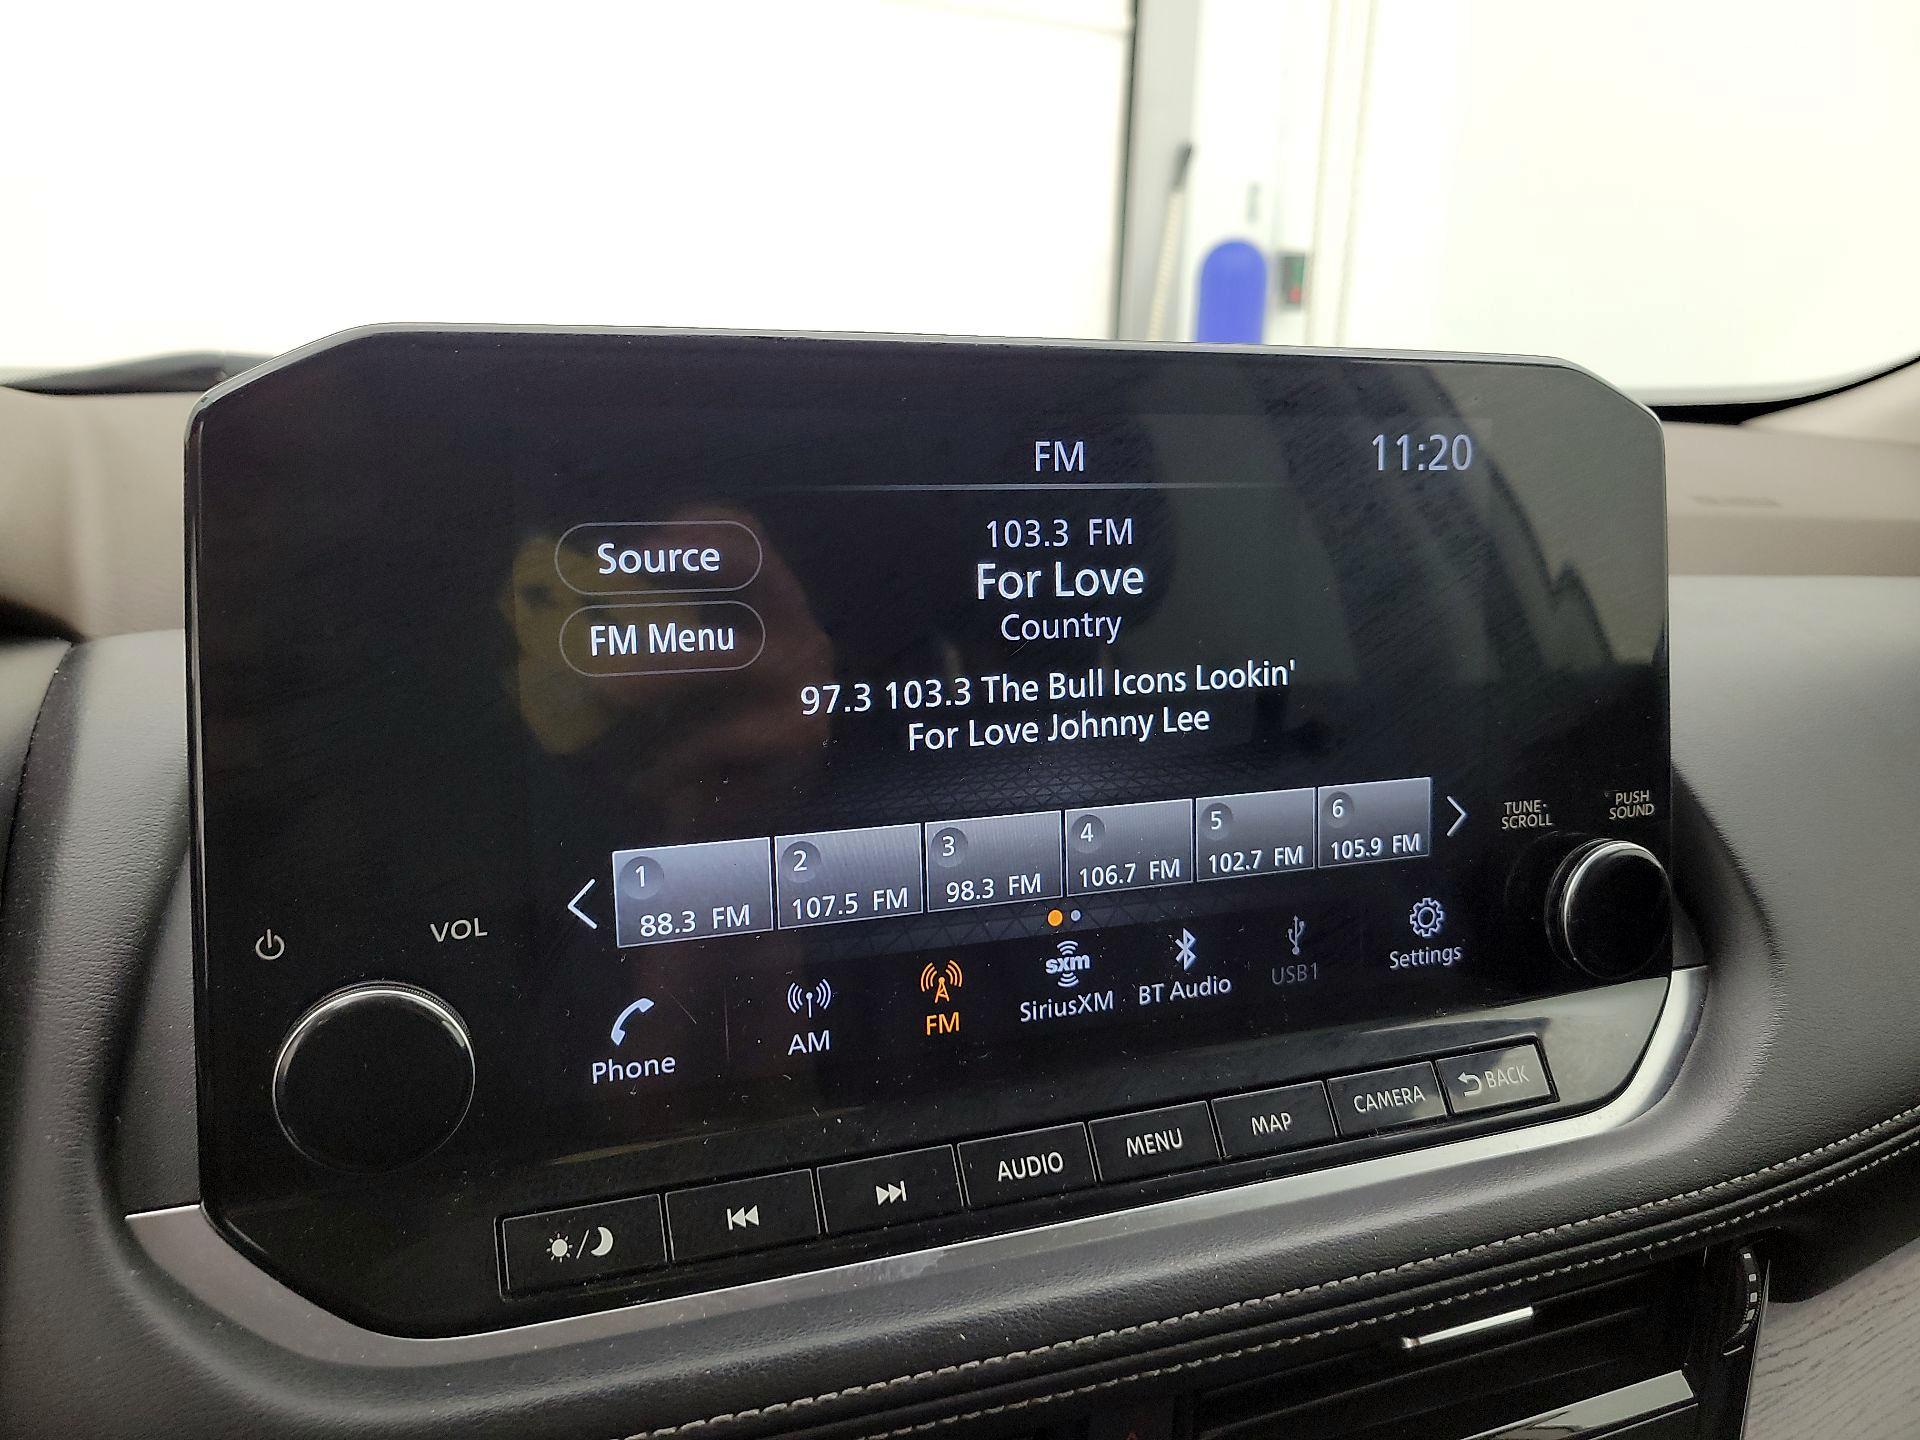 FM
11:20
Source
FM Menu
103.3 FM
For Love
Country
97.3 103.3 The Bull Icons Lookin'
For Love Johnny Lee
1
88.3 FM
2
107.5 FM
3
98.3 FM
4
106.7 FM
5
102.7 FM
6
105.9 FM
TUNE·
SCROLL
PUSH
SOUND
VOL
Phone
AM
FM
sxm
SiriusXM
BT Audio
USB1
Settings
AUDIO
MENU
MAP
CAMERA
BACK